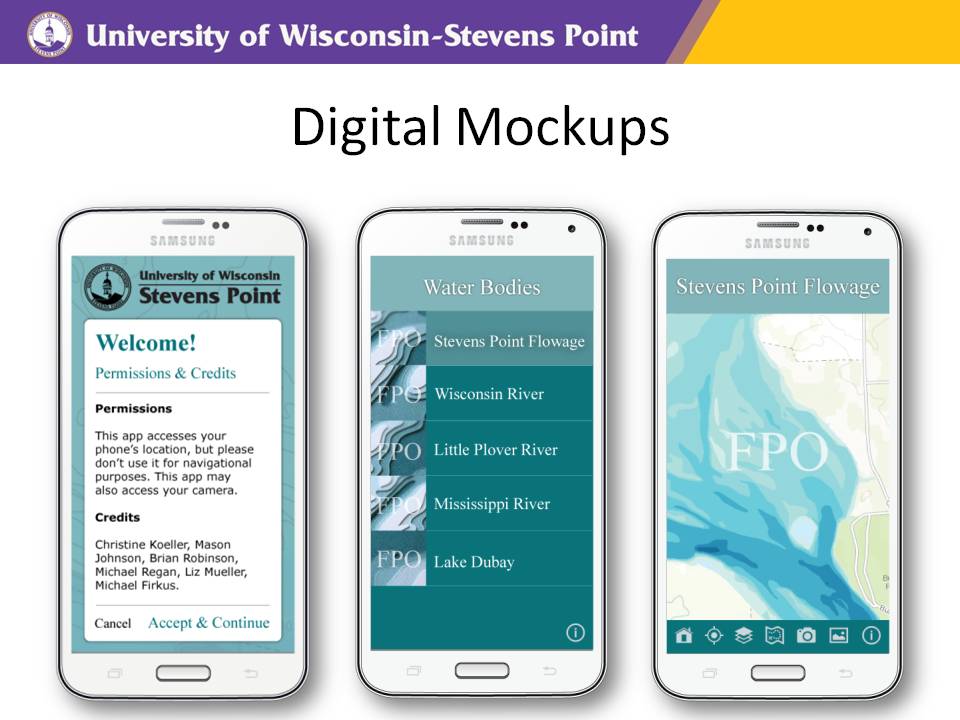 University of Wisconsin-Stevens Point
Digital Mockups
SAMSUNG
University of Wisconsin
Stevens Point
Welcome!
Permissions & Credits
Permissions
This app accesses your
phone's location, but please
don't use it for navigational
purposes. This app may
also access your camera.
Credits
Christine Koeller, Mason
Johnson, Brian Robinson,
Michael Regan, Liz Mueller,
Michael Firkus.
Cancel Accept & Continue
SAMSUNG
Water Bodies
FPO Stevens Point Flowage
FPO Wisconsin River
FPO Little Plover River
FPO Mississippi River
FPO Lake Dubay
SAMSUNG
Stevens Point Flowage
FPO